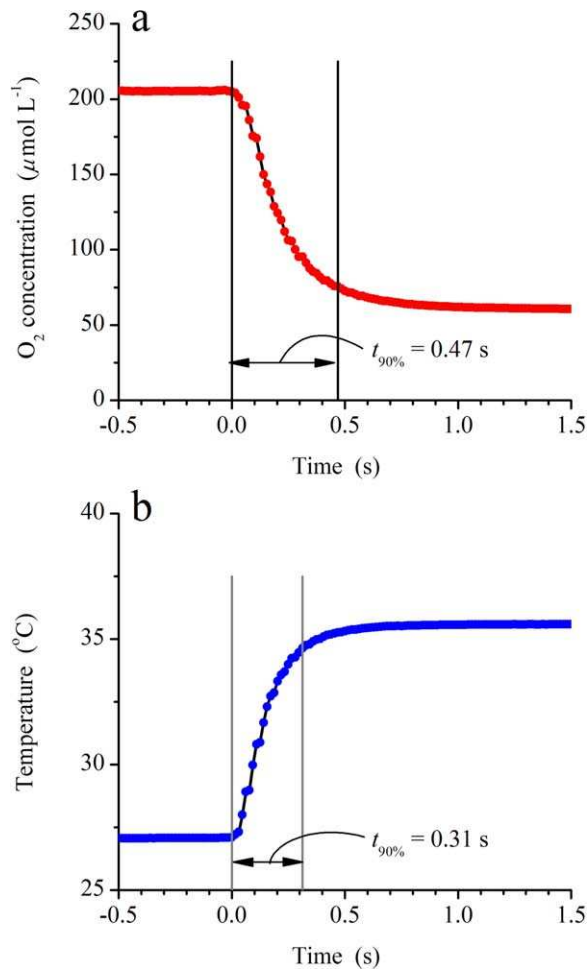 a
250
200
150
100
50
0
O₂ concentration (μmol L⁻¹)
t₉₀% = 0.47 s
-0.5 0.0 0.5 1.0 1.5
Time (s)
b
40
35
30
25
Temperature (°C)
t₉₀% = 0.31 s
-0.5 0.0 0.5 1.0 1.5
Time (s)